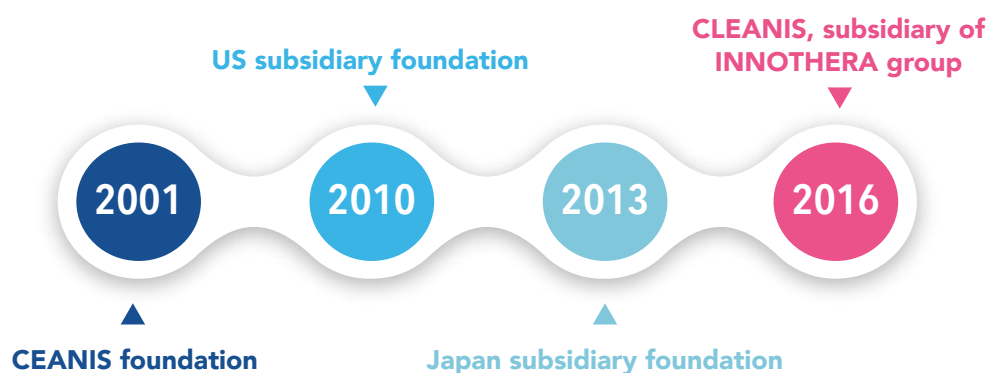 CLEANIS, subsidiary of
INNOTHERA group
US subsidiary foundation
2001
2010
2013
2016
CEANIS foundation
Japan subsidiary foundation